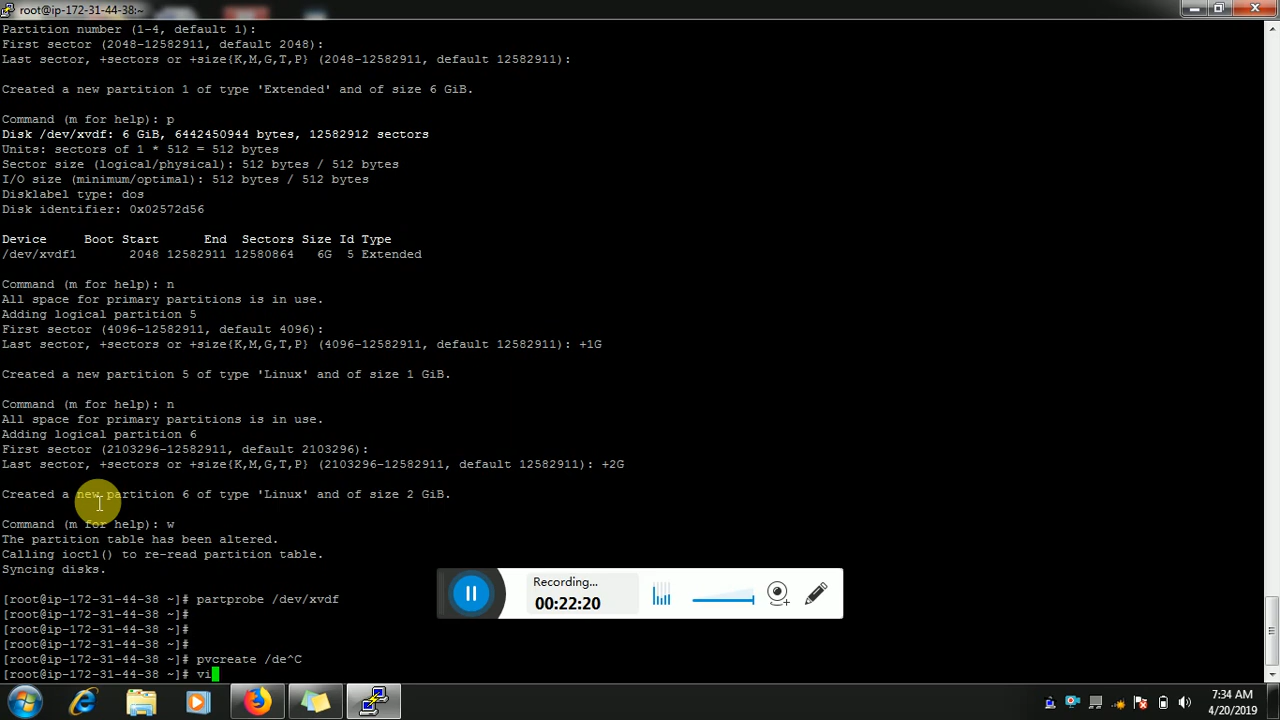 root@ip-172-31-44-38:~
Partition number (1-4, default 1):
First sector (2048-12582911, default 2048):
Last sector, +sectors or +size{K,M,G,T,P} (2048-12582911, default 12582911):
Created a new partition 1 of type 'Extended' and of size 6 GiB.
Command (m for help): p
Disk /dev/xvdf: 6 GiB, 6442450944 bytes, 12582912 sectors
Units: sectors of 1 * 512 = 512 bytes
Sector size (logical/physical): 512 bytes / 512 bytes
I/O size (minimum/optimal): 512 bytes / 512 bytes
Disklabel type: dos
Disk identifier: 0x02572d56
Device     Boot Start      End  Sectors Size Id Type
/dev/xvdf1       2048 12582911 12580864   6G  5 Extended
Command (m for help): n
All space for primary partitions is in use.
Adding logical partition 5
First sector (4096-12582911, default 4096):
Last sector, +sectors or +size{K,M,G,T,P} (4096-12582911, default 12582911): +1G
Created a new partition 5 of type 'Linux' and of size 1 GiB.
Command (m for help): n
All space for primary partitions is in use.
Adding logical partition 6
First sector (2103296-12582911, default 2103296):
Last sector, +sectors or +size{K,M,G,T,P} (2103296-12582911, default 12582911): +2G
Created a new partition 6 of type 'Linux' and of size 2 GiB.
Command (m for help): w
The partition table has been altered.
Calling ioctl() to re-read partition table.
Syncing disks.
[root@ip-172-31-44-38 ~]# partprobe /dev/xvdf
[root@ip-172-31-44-38 ~]#
[root@ip-172-31-44-38 ~]#
[root@ip-172-31-44-38 ~]#
[root@ip-172-31-44-38 ~]# pvcreate /de^C
[root@ip-172-31-44-38 ~]# vi
Recording...
00:22:20
7:34 AM
4/20/2019